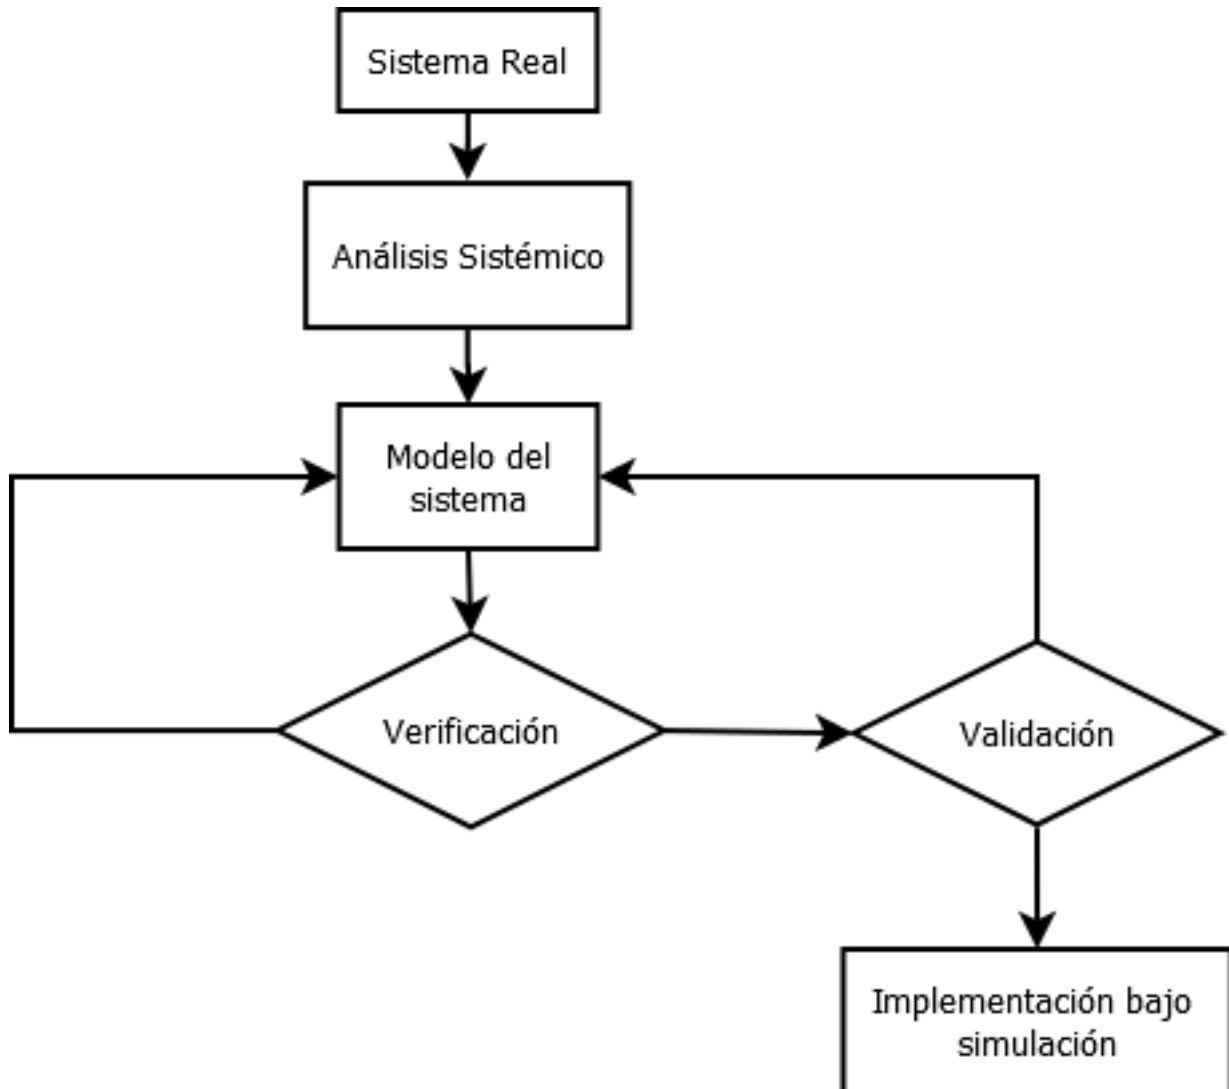 Sistema Real
Análisis Sistémico
Modelo del
sistema
Verificación
Validación
Implementación bajo
simulación